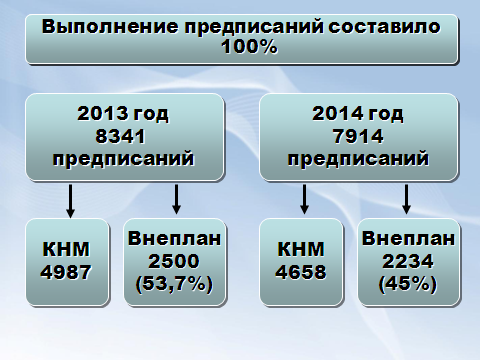 Выполнение предписаний составило
100%
2013 год
8341
предписаний
2014 год
7914
предписаний
КНМ
4987
Внеплан
2500
(53,7%)
КНМ
4658
Внеплан
2234
(45%)